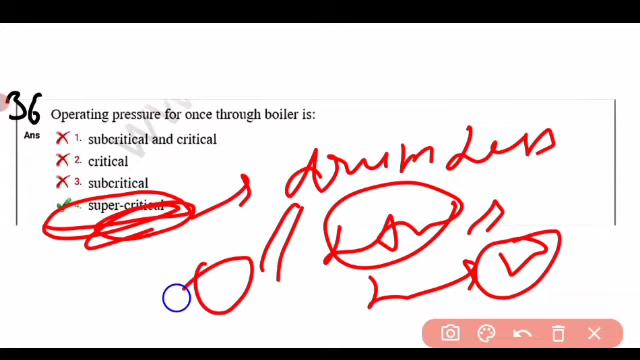 36 Operating pressure for once through boiler is:
Ans 1. subcritical and critical
2. critical
3. subcritical
super-critical
drumLess